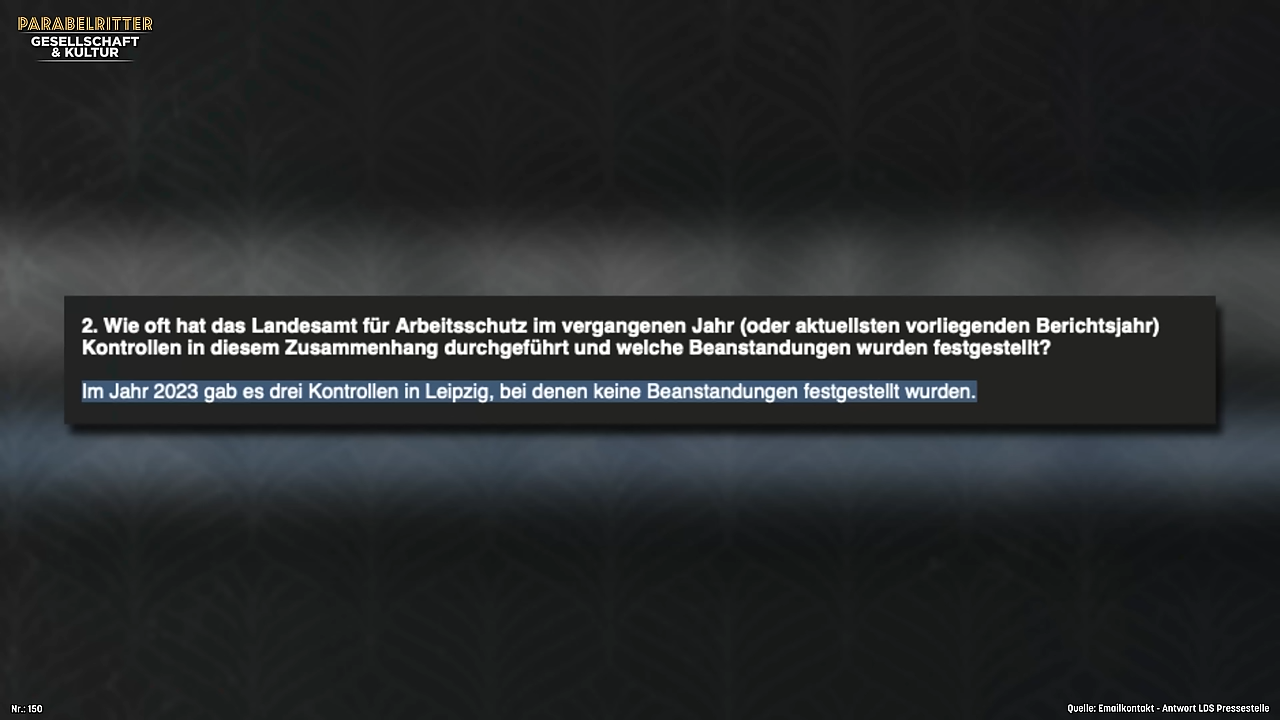 PARABELRITTER
GESELLSCHAFT
& KULTUR
2. Wie oft hat das Landesamt für Arbeitsschutz im vergangenen Jahr (oder aktuellsten vorliegenden Berichtsjahr)
Kontrollen in diesem Zusammenhang durchgeführt und welche Beanstandungen wurden festgestellt?
Im Jahr 2023 gab es drei Kontrollen in Leipzig, bei denen keine Beanstandungen festgestellt wurden.
Nr.: 150
Quelle: Emailkontakt - Antwort LDS Pressestelle